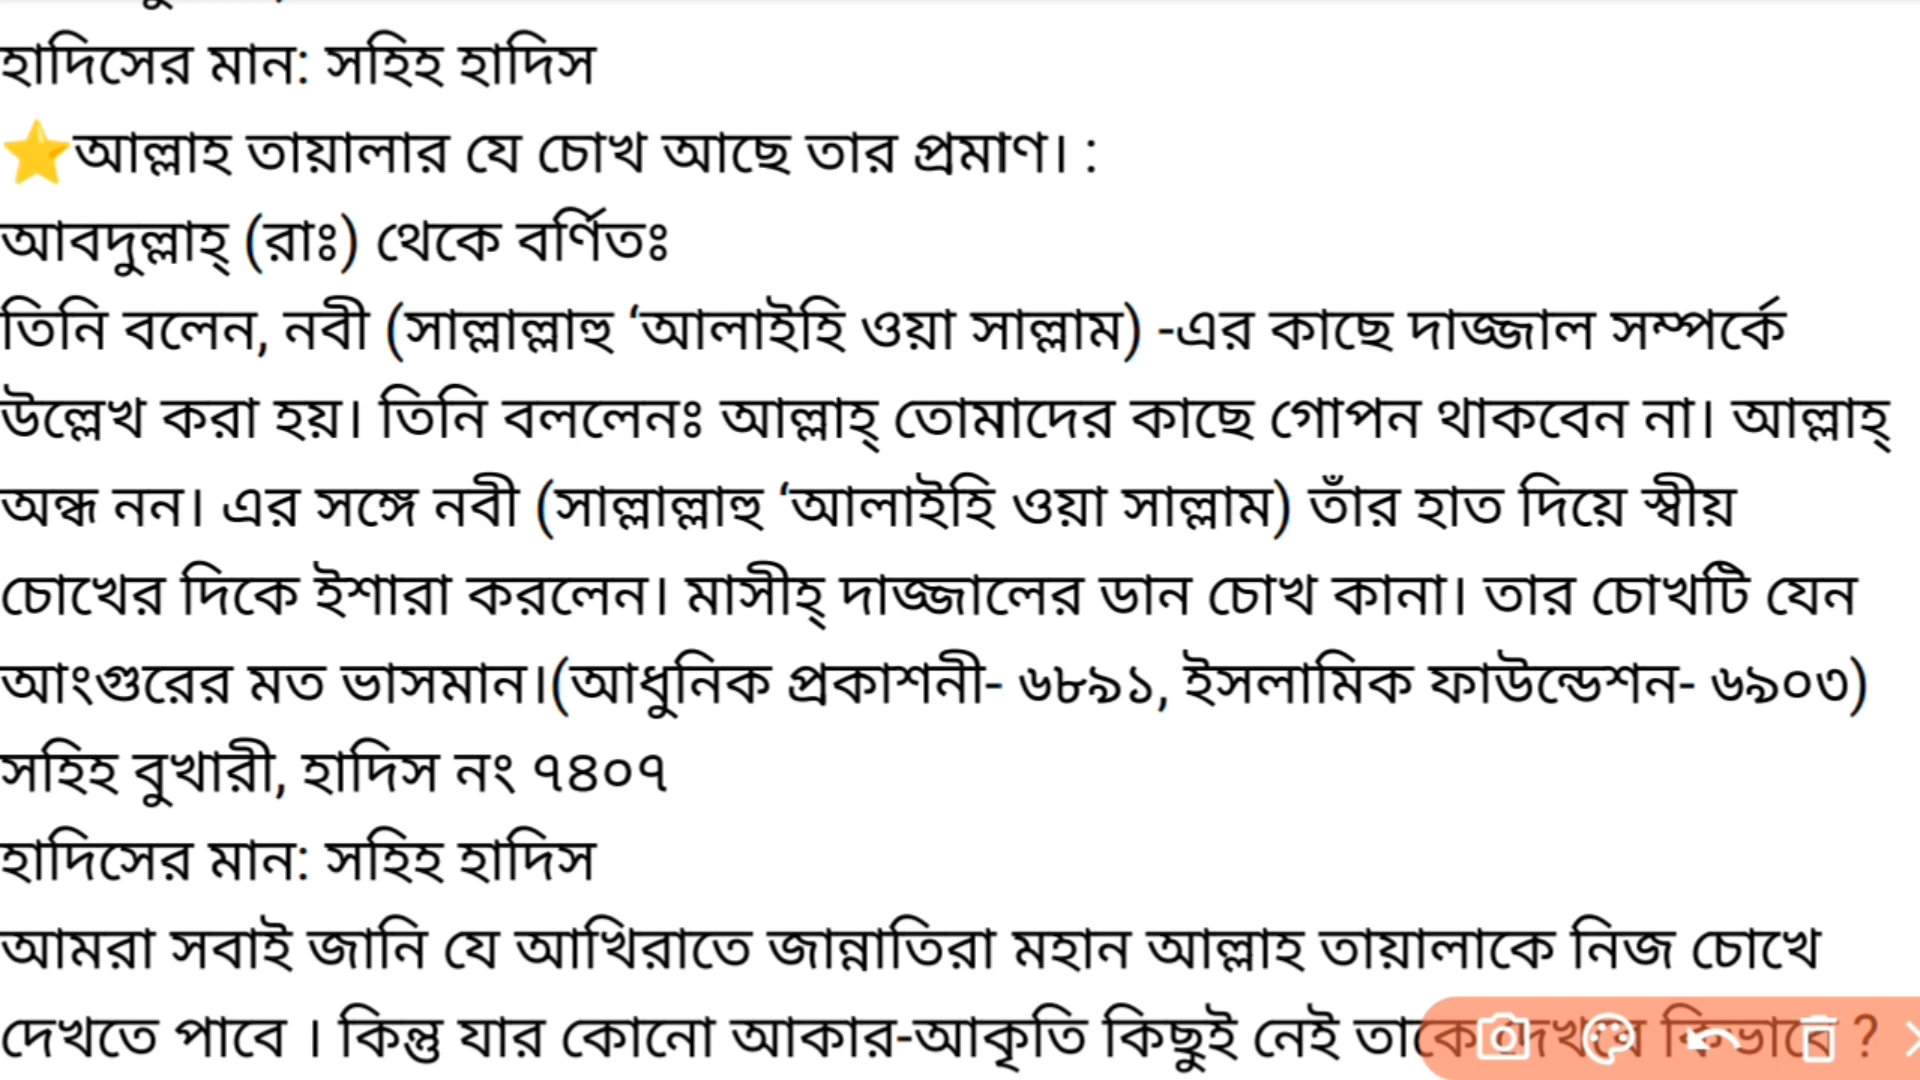 হাদিসের মান: সহিহ হাদিস
⭐আল্লাহ তায়ালার যে চোখ আছে তার প্রমাণ। :
আবদুল্লাহ্ (রাঃ) থেকে বর্ণিতঃ
তিনি বলেন, নবী (সাল্লাল্লাহু ‘আলাইহি ওয়া সাল্লাম) -এর কাছে দাজ্জাল সম্পর্কে
উল্লেখ করা হয়। তিনি বললেনঃ আল্লাহ্ তোমাদের কাছে গোপন থাকবেন না। আল্লাহ্
অন্ধ নন। এর সঙ্গে নবী (সাল্লাল্লাহু ‘আলাইহি ওয়া সাল্লাম) তাঁর হাত দিয়ে স্বীয়
চোখের দিকে ইশারা করলেন। মাসীহ্ দাজ্জালের ডান চোখ কানা। তার চোখটি যেন
আংগুরের মত ভাসমান।(আধুনিক প্রকাশনী- ৬৮৯১, ইসলামিক ফাউন্ডেশন- ৬৯০৩)
সহিহ বুখারী, হাদিস নং ৭৪০৭
হাদিসের মান: সহিহ হাদিস
আমরা সবাই জানি যে আখিরাতে জান্নাতিরা মহান আল্লাহ তায়ালাকে নিজ চোখে
দেখতে পাবে । কিন্তু যার কোনো আকার-আকৃতি কিছুই নেই তাকে কিভাবে ?